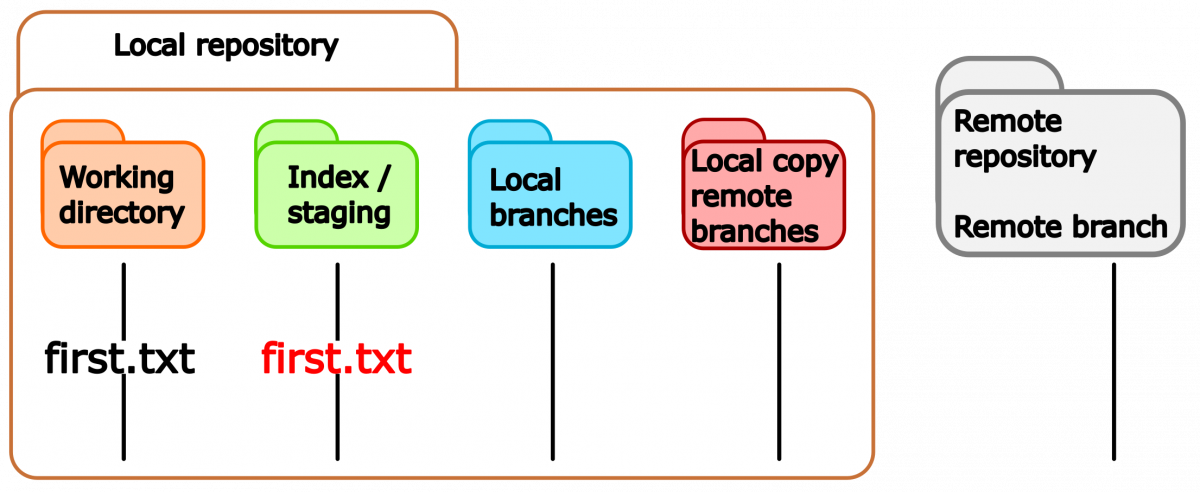 Local repository
Working
directory
Index /
staging
Local
branches
Local copy
remote
branches
Remote
repository
Remote branch
first.txt
first.txt